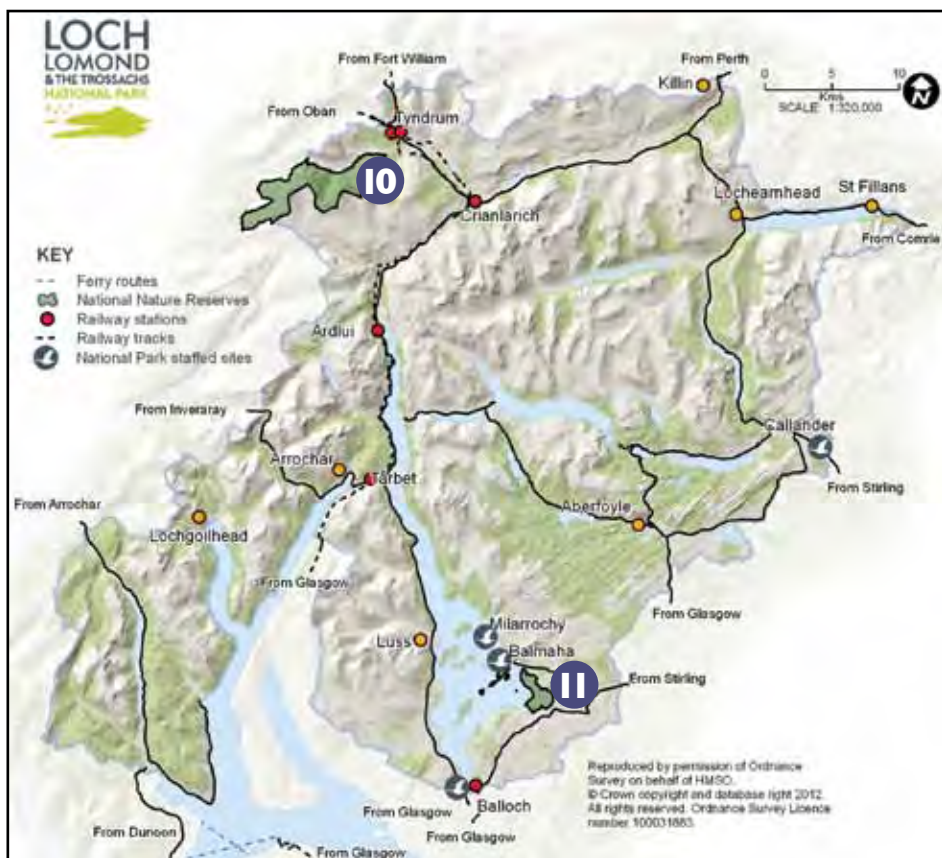 LOCH
LOMOND
& THE TROSSACHS
NATIONAL PARK
From Fort William
From Perth
Killin
0 5 10
Kms
SCALE 1:320,000
N
From Oban
Tyndrum
10
Crianlarich
Lochearnhead
St Fillans
From Comrie
KEY
Ferry routes
National Nature Reserves
Railway stations
Railway tracks
National Park staffed sites
Ardlui
From Inveraray
Callander
Arrochar
Tarbet
From Stirling
From Arrochar
Lochgoilhead
Aberfoyle
From Glasgow
From Glasgow
Milarrochy
Luss
Balmaha
11
From Stirling
Reproduced by permission of Ordnance
Survey on behalf of HMSO.
© Crown copyright and database right 2012.
All rights reserved. Ordnance Survey Licence
number 100031883.
Balloch
From Glasgow
From Glasgow
From Dunoon
From Glasgow